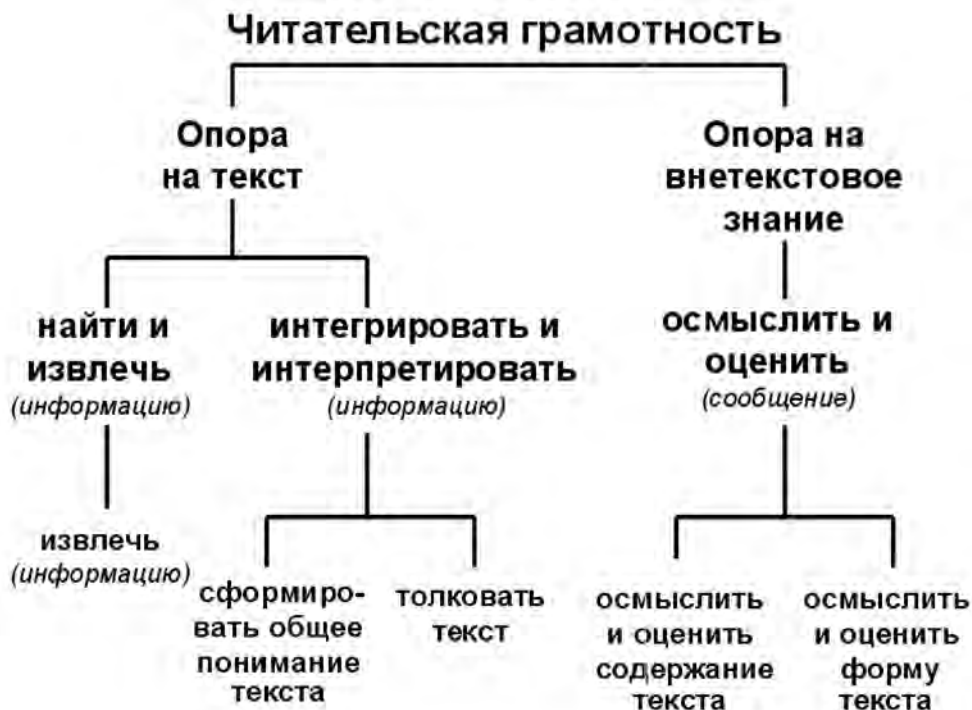 Читательская грамотность
Опора
на текст
Опора на
внетекстовое
знание
найти и
извлечь
(информацию)
интегрировать и
интерпретировать
(информацию)
осмыслить и
оценить
(сообщение)
извлечь
(информацию)
сформиро-
вать общее
понимание
текста
толковать
текст
осмыслить
и оценить
содержание
текста
осмыслить
и оценить
форму
текста